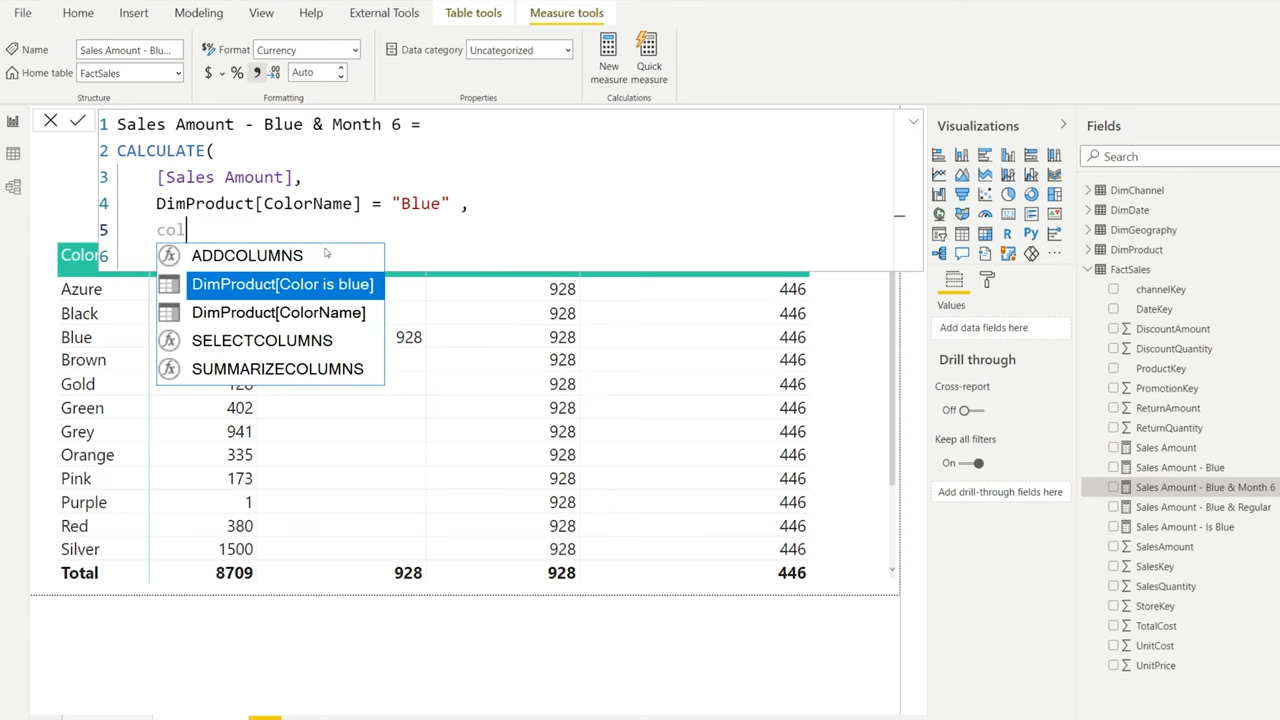 File Home Insert Modeling View Help External Tools Table tools Measure tools
Name Sales Amount - Blu... Format Currency Data category Uncategorized
Home table FactSales $ % Auto New measure Quick measure
Structure Formatting Properties Calculations
1 Sales Amount - Blue & Month 6 =
2 CALCULATE(
3 [Sales Amount],
4 DimProduct[ColorName] = "Blue" ,
5 col
6
ADDCOLUMNS
DimProduct[Color is blue]
DimProduct[ColorName]
SELECTCOLUMNS
SUMMARIZECOLUMNS
Color
Azure 928 446
Black 928 446
Blue 928 928 446
Brown 928 446
Gold 928 446
Green 402 928 446
Grey 941 928 446
Orange 335 928 446
Pink 173 928 446
Purple 1 928 446
Red 380 928 446
Silver 1500 928 446
Total 8709 928 928 446
Visualizations
R Py
Values
Add data fields here
Drill through
Cross-report
Off
Keep all filters
On
Add drill-through fields here
Fields
Search
DimChannel
DimDate
DimGeography
DimProduct
FactSales
channelKey
DateKey
DiscountAmount
DiscountQuantity
ProductKey
PromotionKey
ReturnAmount
ReturnQuantity
Sales Amount
Sales Amount - Blue
Sales Amount - Blue & Month 6
Sales Amount - Blue & Regular
Sales Amount - Is Blue
SalesAmount
SalesKey
SalesQuantity
StoreKey
TotalCost
UnitCost
UnitPrice